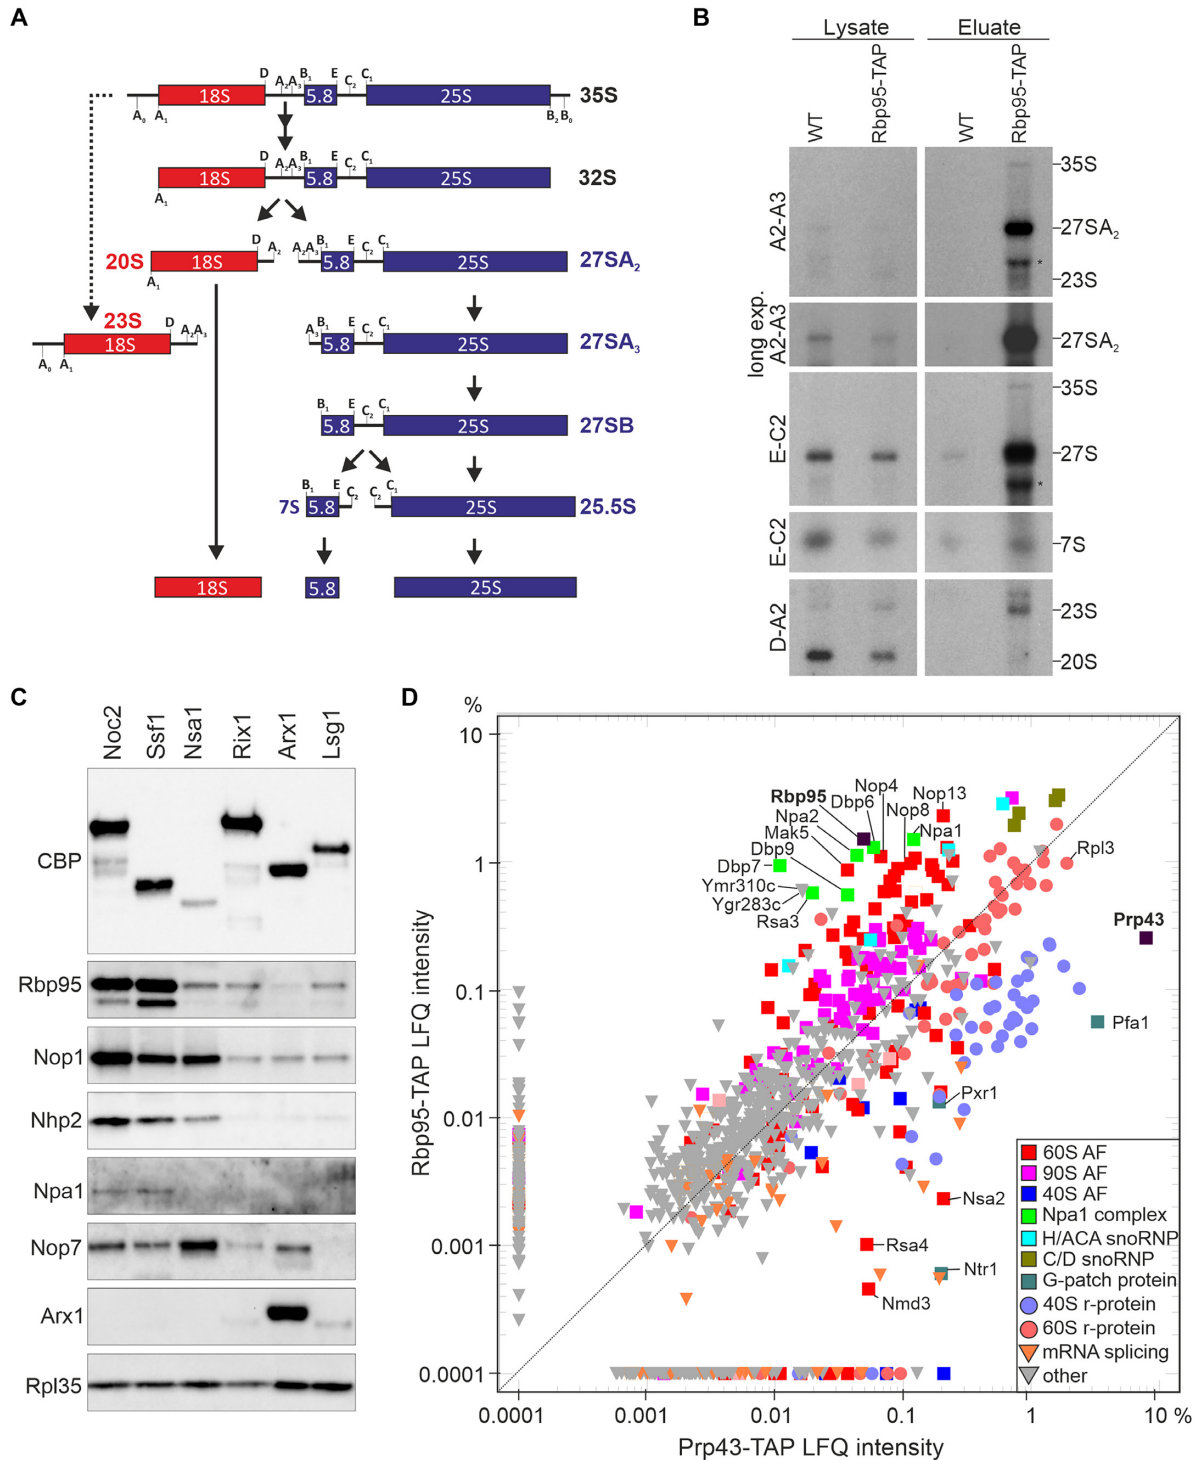 A
D B1 E C1
A2 A3 C2
18S 5.8 25S 35S
A0 A1 B2 B0
D B1 E C1
A2 A3 C2
18S 5.8 25S 32S
A1
D A2 A2 A3 B1 E C2 C1
20S 18S 5.8 25S 27SA2
A1
23S
D A2 A3
18S
A0 A1
A3 B1 E C2 C1
5.8 25S 27SA3
B1 E C2 C1
5.8 25S 27SB
B1 E C2 C2 C1
7S 5.8 25S 25.5S
18S 5.8 25S
B
Lysate Eluate
WT Rbp95-TAP WT Rbp95-TAP
A2-A3
35S
27SA2
*
23S
long exp.
A2-A3
27SA2
E-C2
35S
27S
*
E-C2
7S
D-A2
23S
20S
C
Noc2 Ssf1 Nsa1 Rix1 Arx1 Lsg1
CBP
Rbp95
Nop1
Nhp2
Npa1
Nop7
Arx1
Rpl35
D
%
10
1
0.1
0.01
0.001
0.0001
Rbp95-TAP LFQ intensity
Nop4
Nop13
Rbp95
Dbp6
Nop8
Npa2
Npa1
Mak5
Dbp9
Dbp7
Ymr310c
Ygr283c
Rsa3
Rpl3
Prp43
Pfa1
Pxr1
Nsa2
Rsa4
Ntr1
Nmd3
60S AF
90S AF
40S AF
Npa1 complex
H/ACA snoRNP
C/D snoRNP
G-patch protein
40S r-protein
60S r-protein
mRNA splicing
other
0.0001 0.001 0.01 0.1 1 10 %
Prp43-TAP LFQ intensity